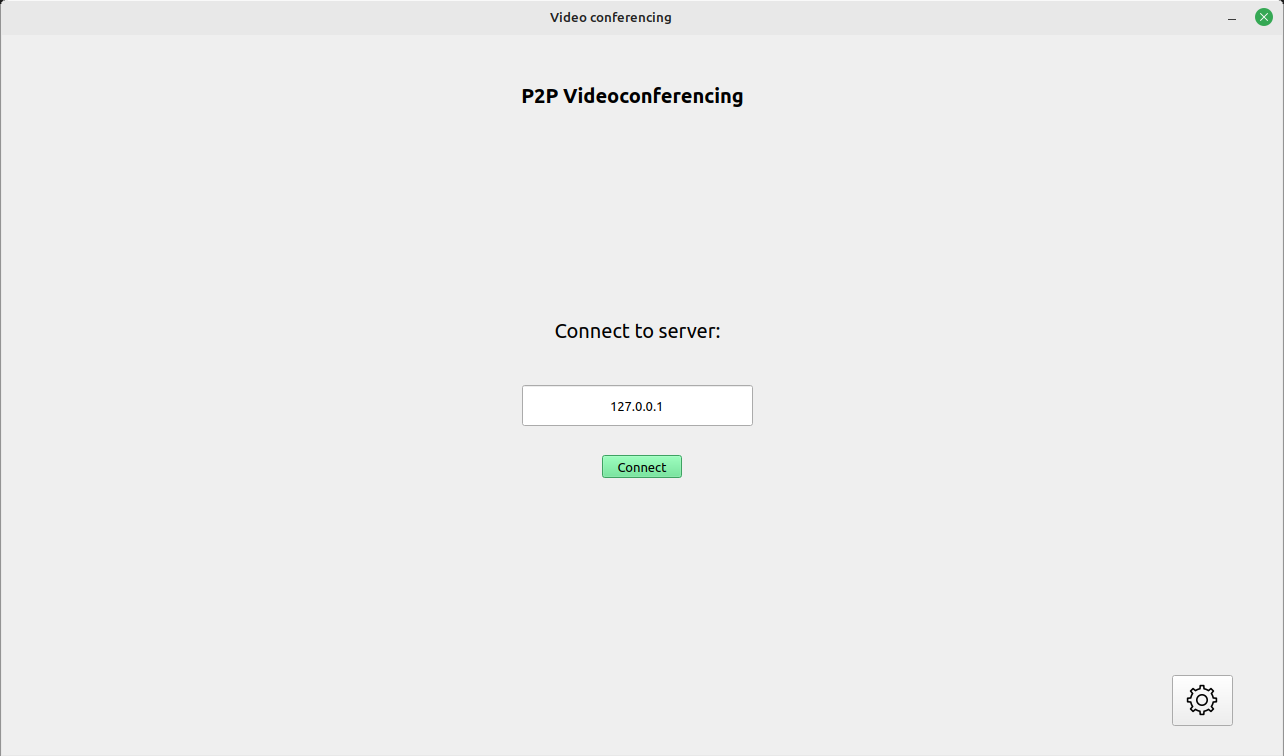 Video conferencing
P2P Videoconferencing
Connect to server:
127.0.0.1
Connect